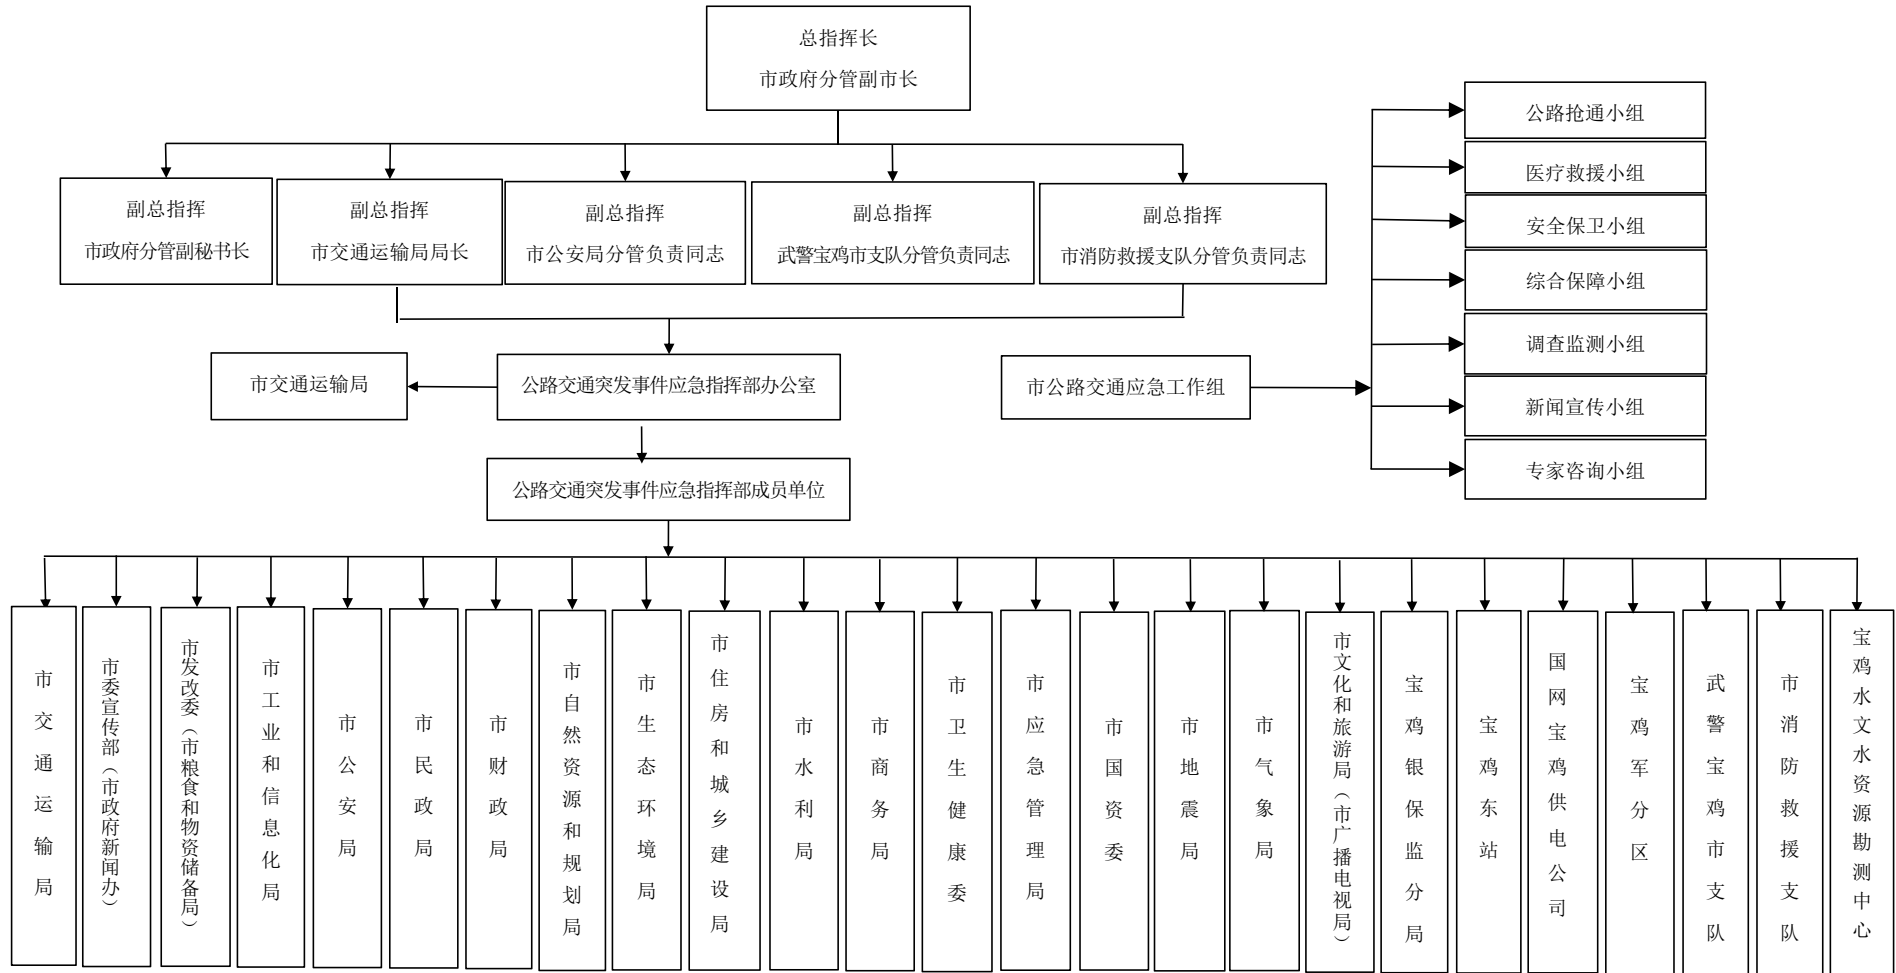 总指挥长
市政府分管副市长
副总指挥
市政府分管副秘书长
副总指挥
市交通运输局局长
副总指挥
市公安局分管负责同志
副总指挥
武警宝鸡市支队分管负责同志
副总指挥
市消防救援支队分管负责同志
市交通运输局
公路交通突发事件应急指挥部办公室
公路交通突发事件应急指挥部成员单位
市公路交通应急工作组
公路抢通小组
医疗救援小组
安全保卫小组
综合保障小组
调查监测小组
新闻宣传小组
专家咨询小组
市交通运输局
市委宣传部（市政府新闻办）
市发改委（市粮食和物资储备局）
市工业和信息化局
市公安局
市民政局
市财政局
市自然资源和规划局
市生态环境局
市住房和城乡建设局
市水利局
市商务局
市卫生健康委
市应急管理局
市国资委
市地震局
市气象局
市文化和旅游局（市广播电视局）
宝鸡银保监分局
宝鸡东站
国网宝鸡供电公司
宝鸡军分区
武警宝鸡市支队
市消防救援支队
宝鸡水文水资源勘测中心